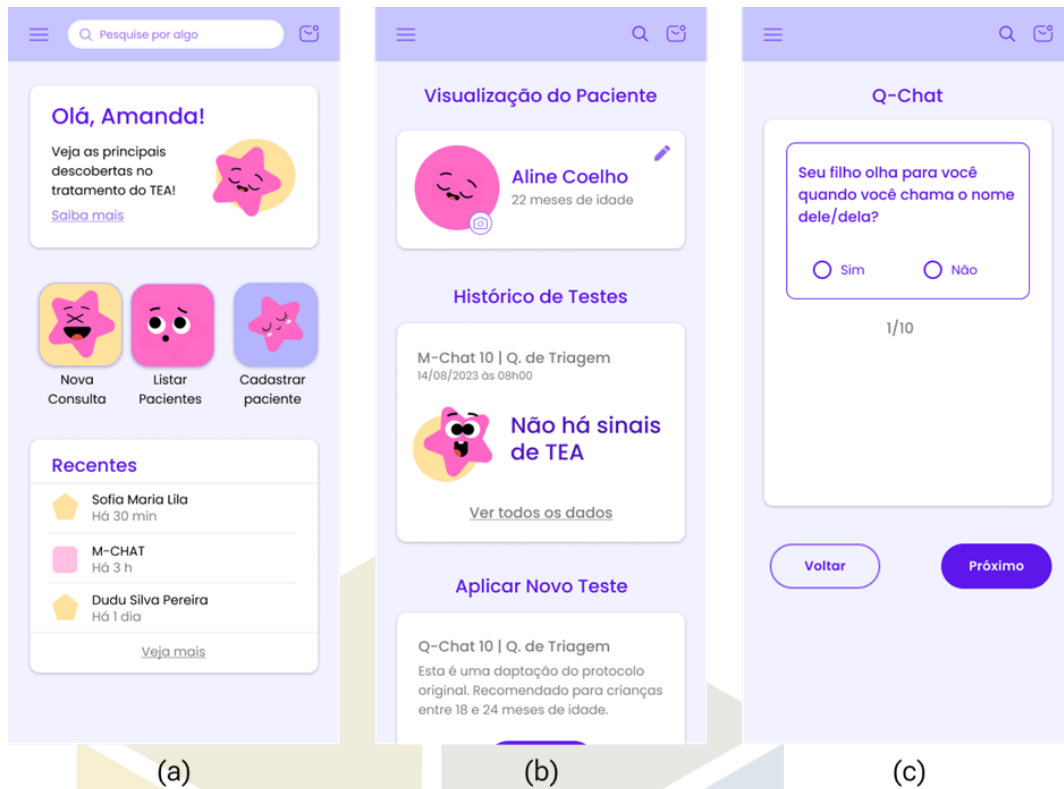 Pesquise por algo
Olá, Amanda!
Veja as principais
descobertas no
tratamento do TEA!
Saiba mais
Nova
Consulta
Listar
Pacientes
Cadastrar
paciente
Recentes
Sofia Maria Lila
Há 30 min
M-CHAT
Há 3 h
Dudu Silva Pereira
Há 1 dia
Veja mais
(a)
Visualização do Paciente
Aline Coelho
22 meses de idade
Histórico de Testes
M-Chat 10 | Q. de Triagem
14/08/2023 às 08h00
Não há sinais
de TEA
Ver todos os dados
Aplicar Novo Teste
Q-Chat 10 | Q. de Triagem
Esta é uma daptação do protocolo
original. Recomendado para crianças
entre 18 e 24 meses de idade.
(b)
Q-Chat
Seu filho olha para você
quando você chama o nome
dele/dela?
Sim
Não
1/10
Voltar
Próximo
(c)